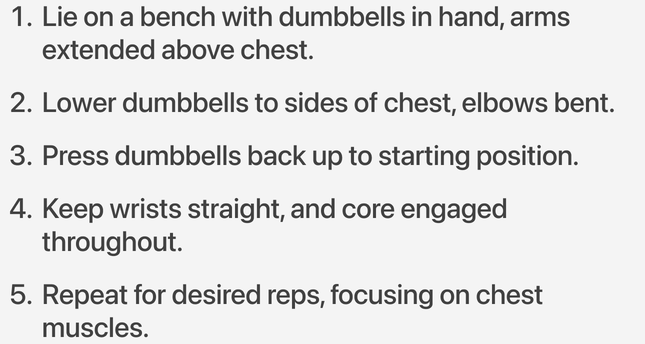 1. Lie on a bench with dumbbells in hand, arms
extended above chest.
2. Lower dumbbells to sides of chest, elbows bent.
3. Press dumbbells back up to starting position.
4. Keep wrists straight, and core engaged
throughout.
5. Repeat for desired reps, focusing on chest
muscles.